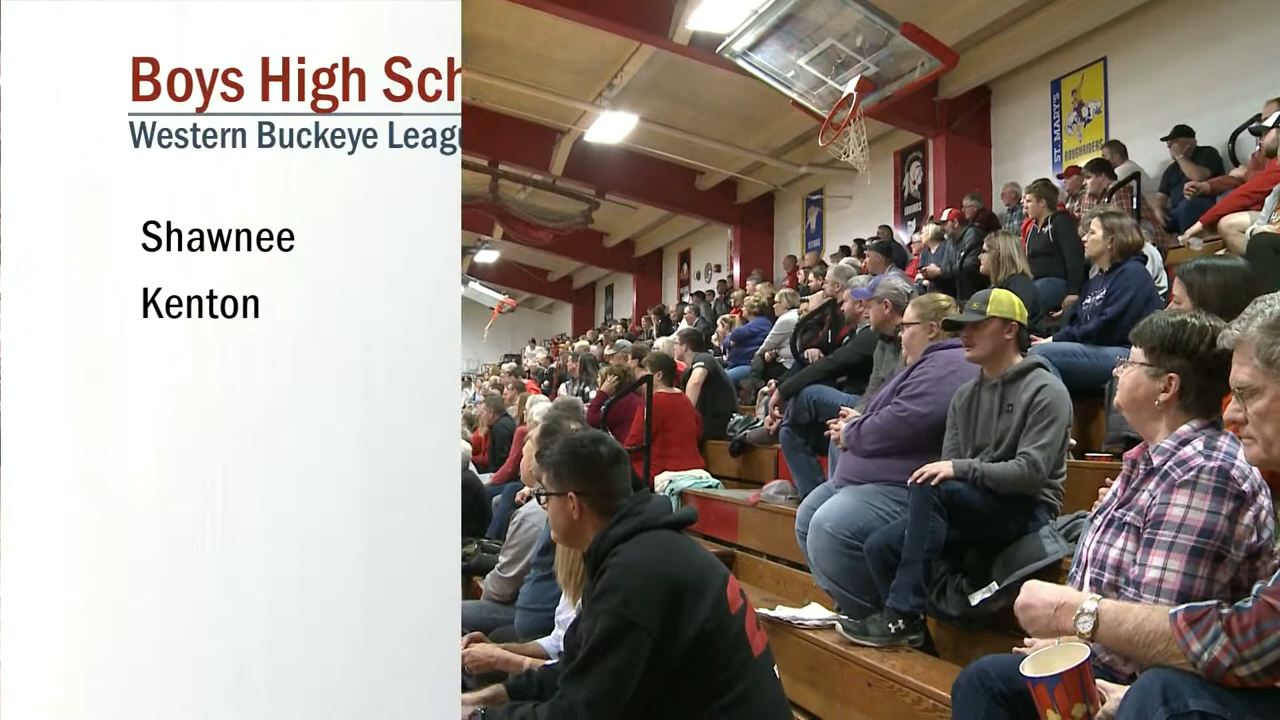 Boys High Sch
Western Buckeye Leag
Shawnee
Kenton
ST. MARY'S
ROUGHRIDERS